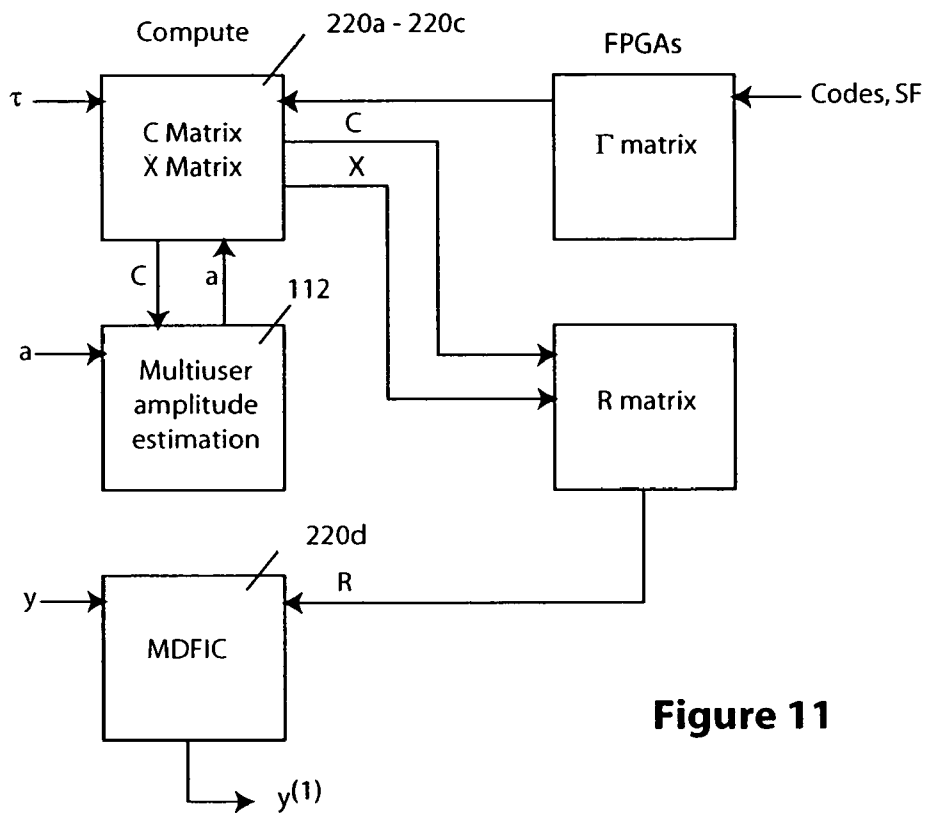 Compute
220a - 220c
FPGAs
τ
C Matrix
X Matrix
Γ matrix
Codes, SF
C
X
C
a
112
a
Multiuser
amplitude
estimation
R matrix
220d
y
R
MDFIC
Figure 11
y(1)